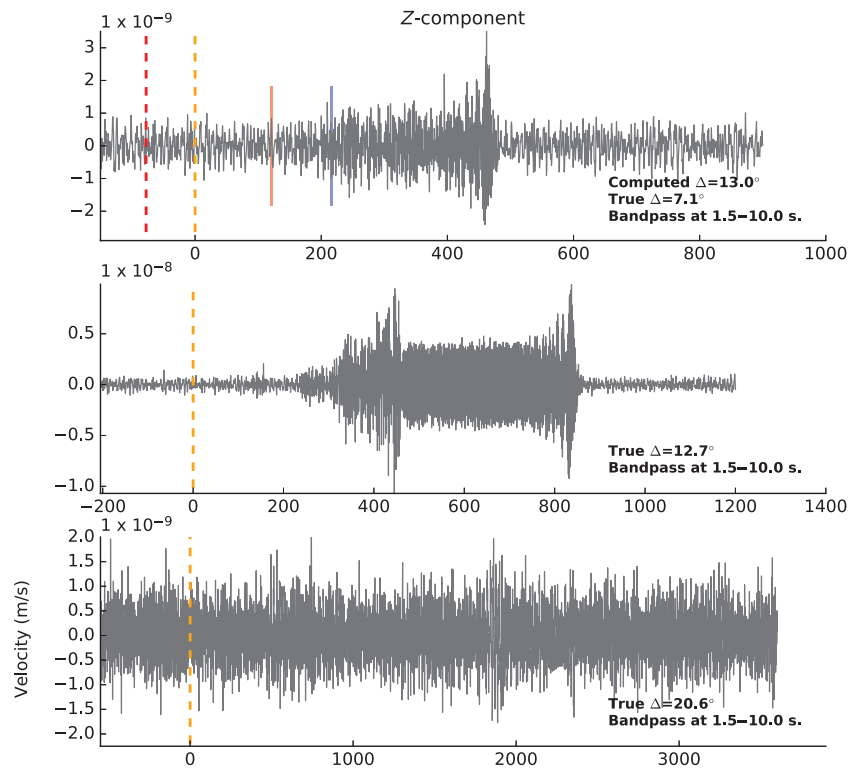 Z-component
1 x 10⁻⁹
3
2
1
0
−1
−2
Computed Δ=13.0°
True Δ=7.1°
Bandpass at 1.5−10.0 s.
0 200 400 600 800 1000
1 x 10⁻⁸
0.5
0.0
−0.5
−1.0
True Δ=12.7°
Bandpass at 1.5−10.0 s.
−200 0 200 400 600 800 1000 1200 1400
1 x 10⁻⁹
2.0
1.5
1.0
0.5
0.0
−0.5
−1.0
−1.5
−2.0
Velocity (m/s)
True Δ=20.6°
Bandpass at 1.5−10.0 s.
0 1000 2000 3000